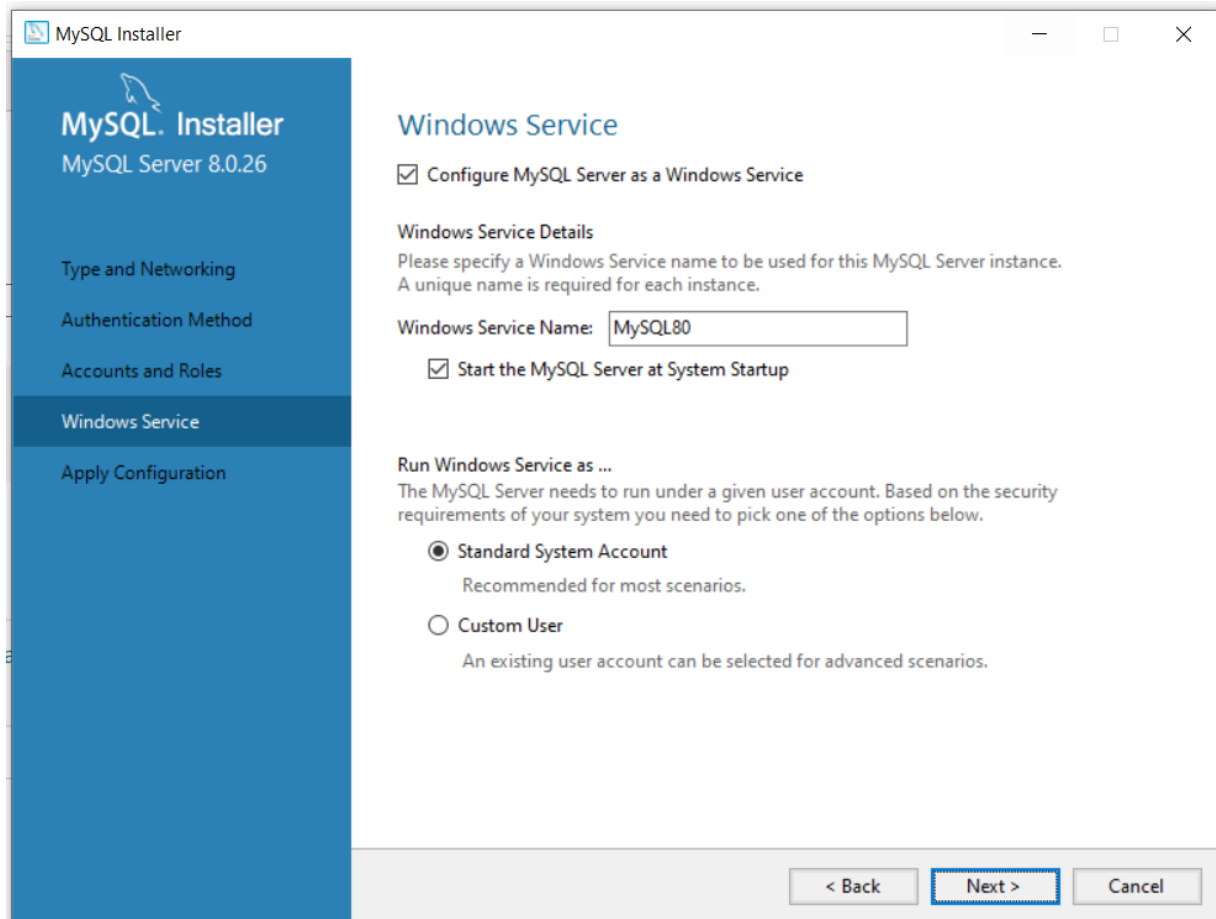 MySQL Installer
MySQL. Installer
MySQL Server 8.0.26
Type and Networking
Authentication Method
Accounts and Roles
Windows Service
Apply Configuration
Windows Service
Configure MySQL Server as a Windows Service
Windows Service Details
Please specify a Windows Service name to be used for this MySQL Server instance.
A unique name is required for each instance.
Windows Service Name: MySQL80
Start the MySQL Server at System Startup
Run Windows Service as ...
The MySQL Server needs to run under a given user account. Based on the security
requirements of your system you need to pick one of the options below.
Standard System Account
Recommended for most scenarios.
Custom User
An existing user account can be selected for advanced scenarios.
< Back Next > Cancel